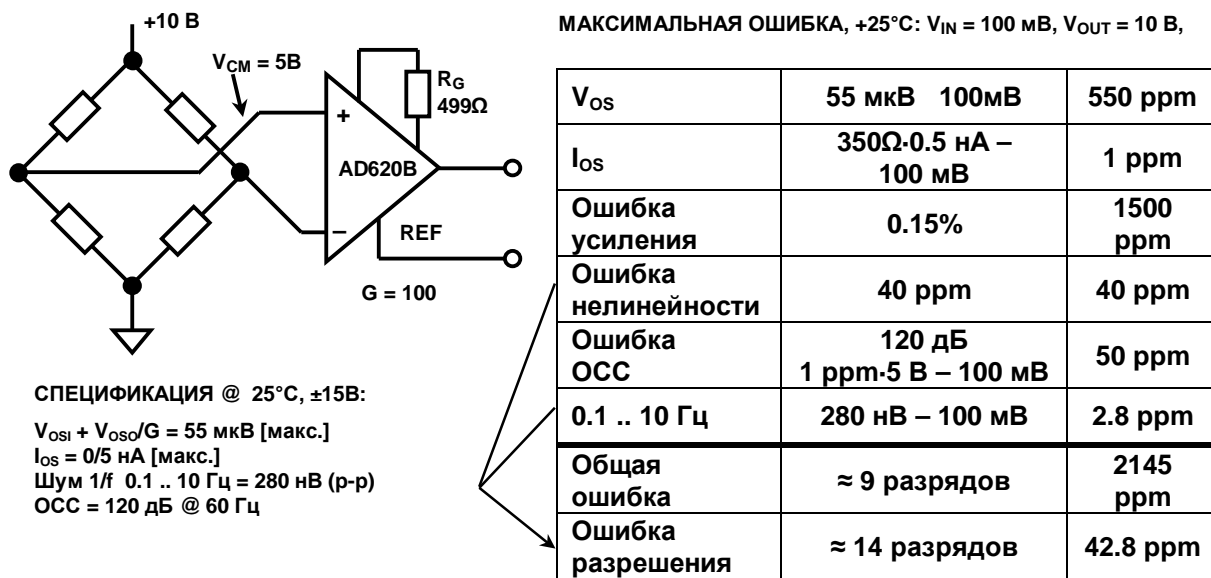 +10 В
V_CM = 5В
R_G
499Ω
+
AD620B
–
REF
G = 100
СПЕЦИФИКАЦИЯ @ 25°C, ±15В:
V_OSI + V_OSO/G = 55 мкВ [макс.]
I_OS = 0/5 нА [макс.]
Шум 1/f 0.1 .. 10 Гц = 280 нВ (p-p)
ОСС = 120 дБ @ 60 Гц
МАКСИМАЛЬНАЯ ОШИБКА, +25°C: V_IN = 100 мВ, V_OUT = 10 В,
V_OS 55 мкВ 100мВ 550 ppm
I_OS 350Ω·0.5 нА –
100 мВ 1 ppm
Ошибка
усиления 0.15% 1500
ppm
Ошибка
нелинейности 40 ppm 40 ppm
Ошибка
ОСС 120 дБ
1 ppm·5 В – 100 мВ 50 ppm
0.1 .. 10 Гц 280 нВ – 100 мВ 2.8 ppm
Общая
ошибка ≈ 9 разрядов 2145
ppm
Ошибка
разрешения ≈ 14 разрядов 42.8 ppm